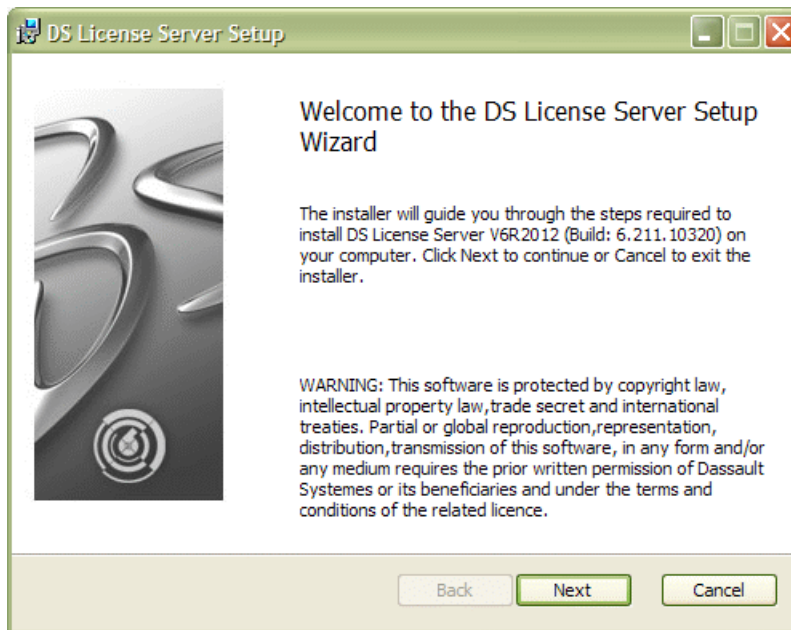 DS License Server Setup
Welcome to the DS License Server Setup
Wizard
The installer will guide you through the steps required to
install DS License Server V6R2012 (Build: 6.211.10320) on
your computer. Click Next to continue or Cancel to exit the
installer.
WARNING: This software is protected by copyright law,
intellectual property law,trade secret and international
treaties. Partial or global reproduction,representation,
distribution,transmission of this software, in any form and/or
any medium requires the prior written permission of Dassault
Systemes or its beneficiaries and under the terms and
conditions of the related licence.
Back Next Cancel